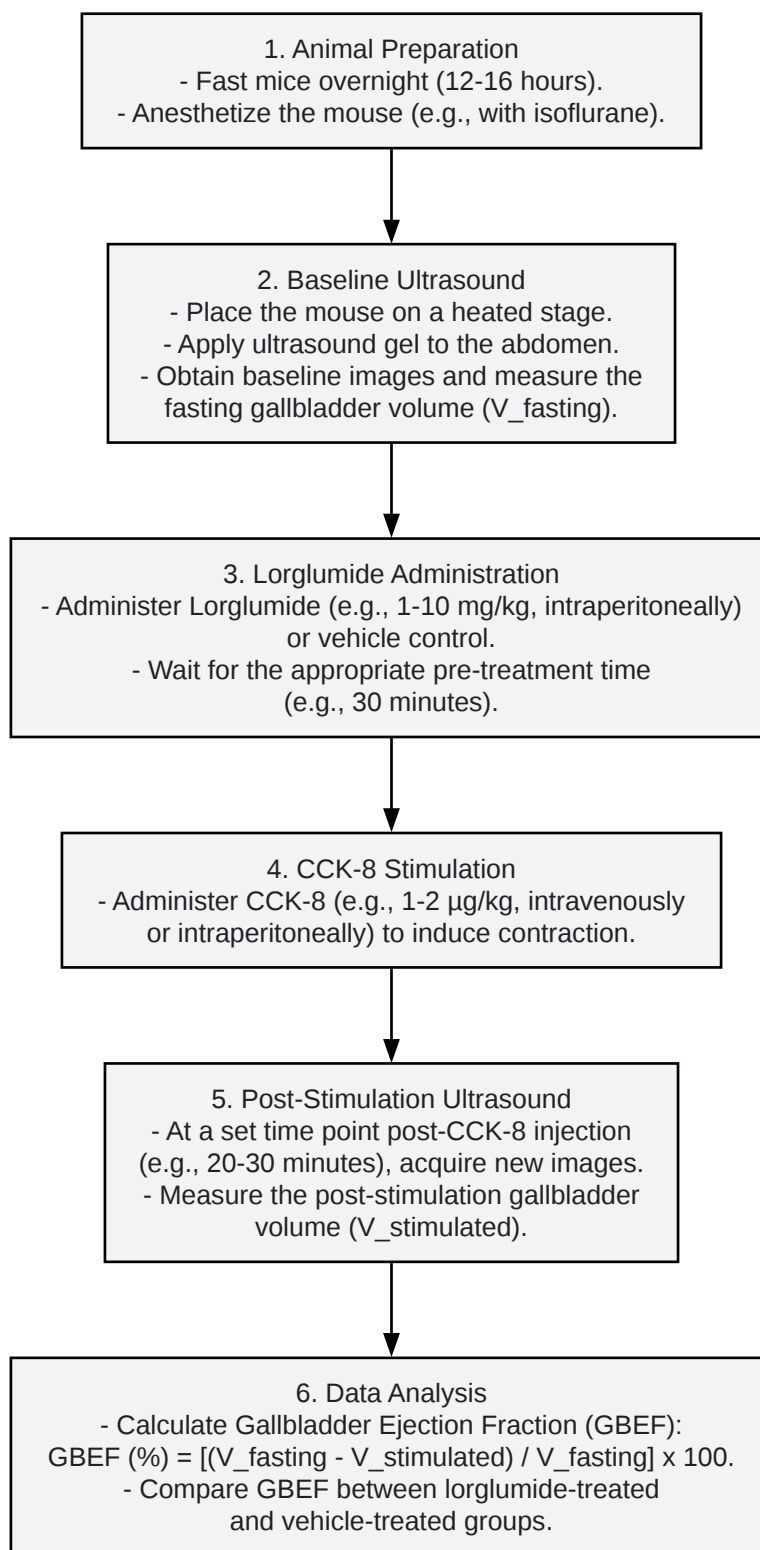 1. Animal Preparation
- Fast mice overnight (12-16 hours).
- Anesthetize the mouse (e.g., with isoflurane).
2. Baseline Ultrasound
- Place the mouse on a heated stage.
- Apply ultrasound gel to the abdomen.
- Obtain baseline images and measure the
fasting gallbladder volume (V_fasting).
3. Lorglumide Administration
- Administer Lorglumide (e.g., 1-10 mg/kg, intraperitoneally)
or vehicle control.
- Wait for the appropriate pre-treatment time
(e.g., 30 minutes).
4. CCK-8 Stimulation
- Administer CCK-8 (e.g., 1-2 µg/kg, intravenously
or intraperitoneally) to induce contraction.
5. Post-Stimulation Ultrasound
- At a set time point post-CCK-8 injection
(e.g., 20-30 minutes), acquire new images.
- Measure the post-stimulation gallbladder
volume (V_stimulated).
6. Data Analysis
- Calculate Gallbladder Ejection Fraction (GBEF):
GBEF (%) = [(V_fasting - V_stimulated) / V_fasting] x 100.
- Compare GBEF between lorglumide-treated
and vehicle-treated groups.